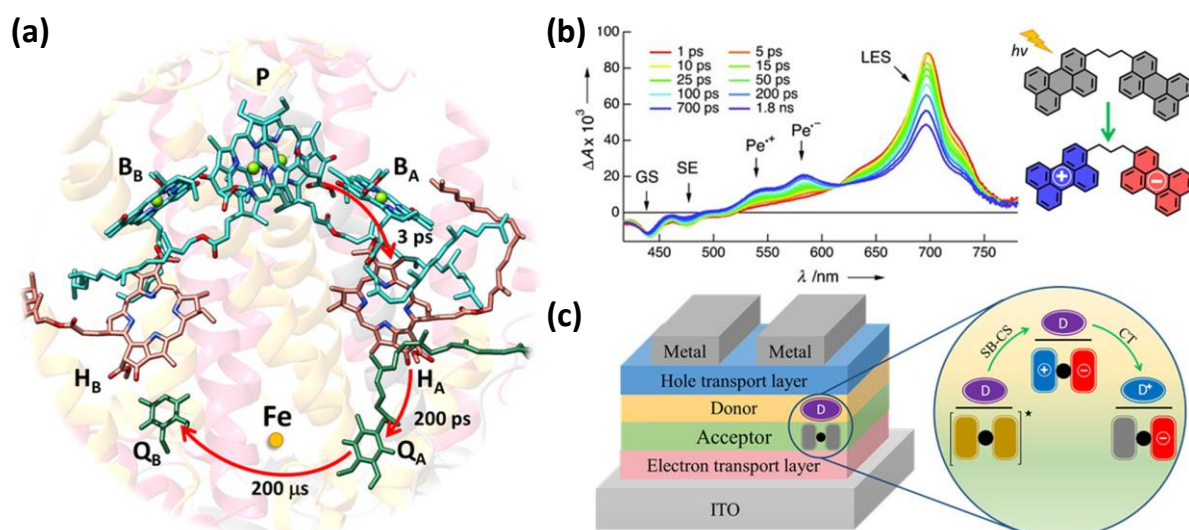 (a)
P
B_B
B_A
3 ps
H_B
H_A
200 ps
Fe
Q_B
Q_A
200 μs
(b)
1 ps 5 ps
10 ps 15 ps
25 ps 50 ps
100 ps 200 ps
700 ps 1.8 ns
LES
Pe•+
Pe•−
GS
SE
ΔA x 10³
100
80
60
40
20
0
450 500 550 600 650 700 750
λ /nm
hν
+
−
(c)
Metal Metal
Hole transport layer
Donor
Acceptor
Electron transport layer
ITO
D
SB-CS
D
CT
+ −
D
D⁺
[ ]*
−